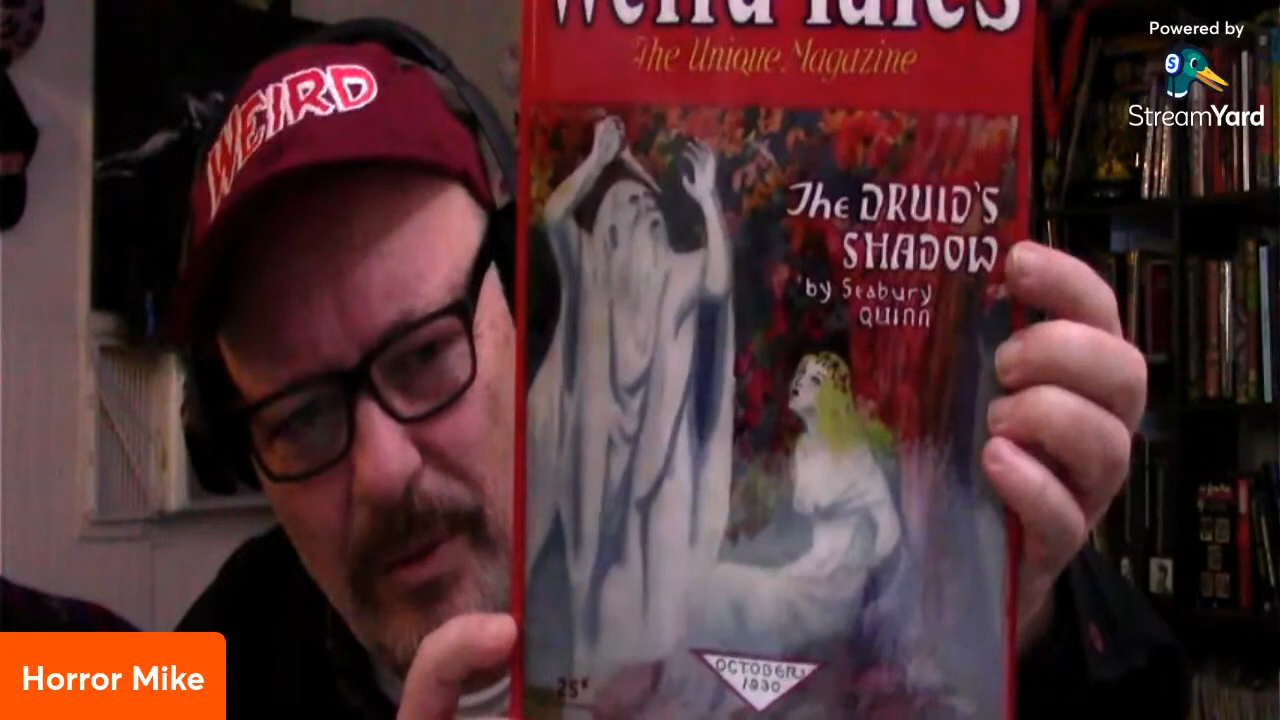 Weird Tales
The Unique Magazine
WEIRD
The DRUID'S
SHADOW
by Seabury
QUINN
OCTOBER
1930
25¢
Powered by
StreamYard
Horror Mike